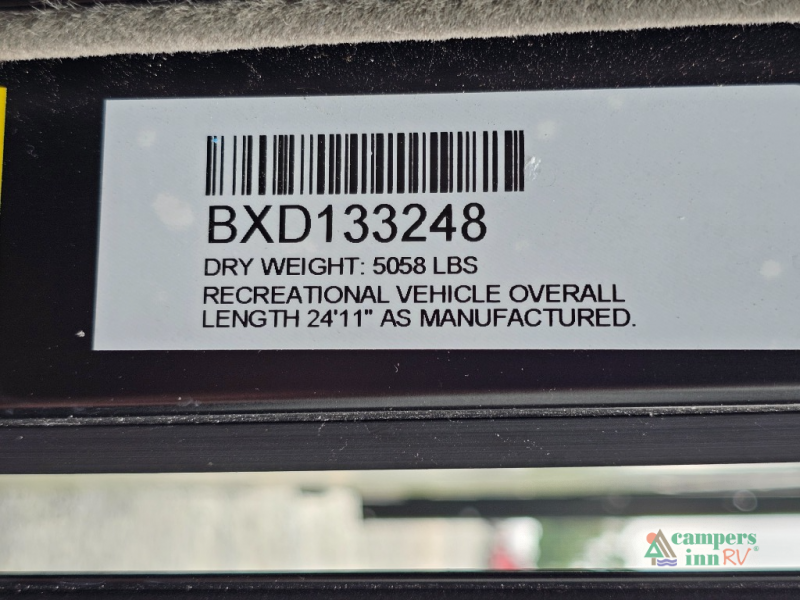 BXD133248
DRY WEIGHT: 5058 LBS
RECREATIONAL VEHICLE OVERALL
LENGTH 24'11" AS MANUFACTURED.
campers
inn RV®